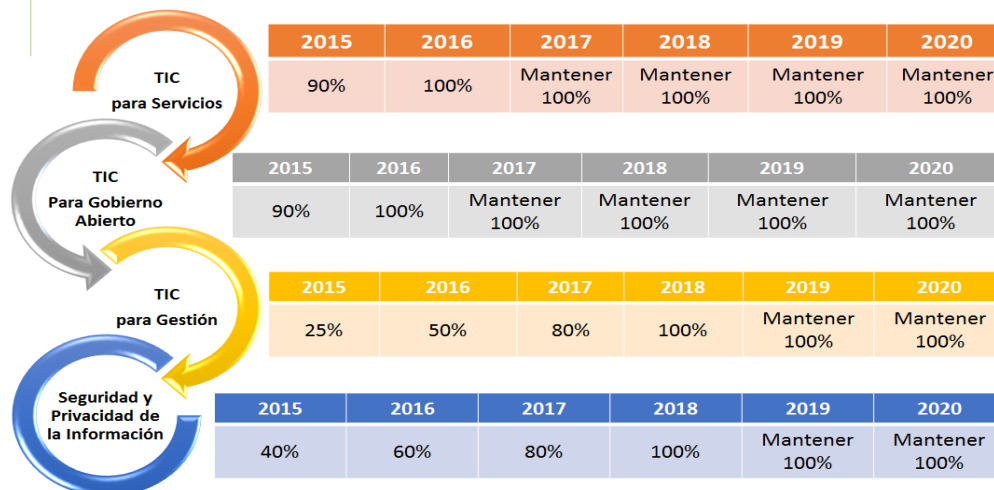 TIC
para Servicios
2015 2016 2017 2018 2019 2020
90% 100% Mantener 100% Mantener 100% Mantener 100% Mantener 100%
TIC
Para Gobierno
Abierto
2015 2016 2017 2018 2019 2020
90% 100% Mantener 100% Mantener 100% Mantener 100% Mantener 100%
TIC
para Gestión
2015 2016 2017 2018 2019 2020
25% 50% 80% 100% Mantener 100% Mantener 100%
Seguridad y
Privacidad de
la Información
2015 2016 2017 2018 2019 2020
40% 60% 80% 100% Mantener 100% Mantener 100%